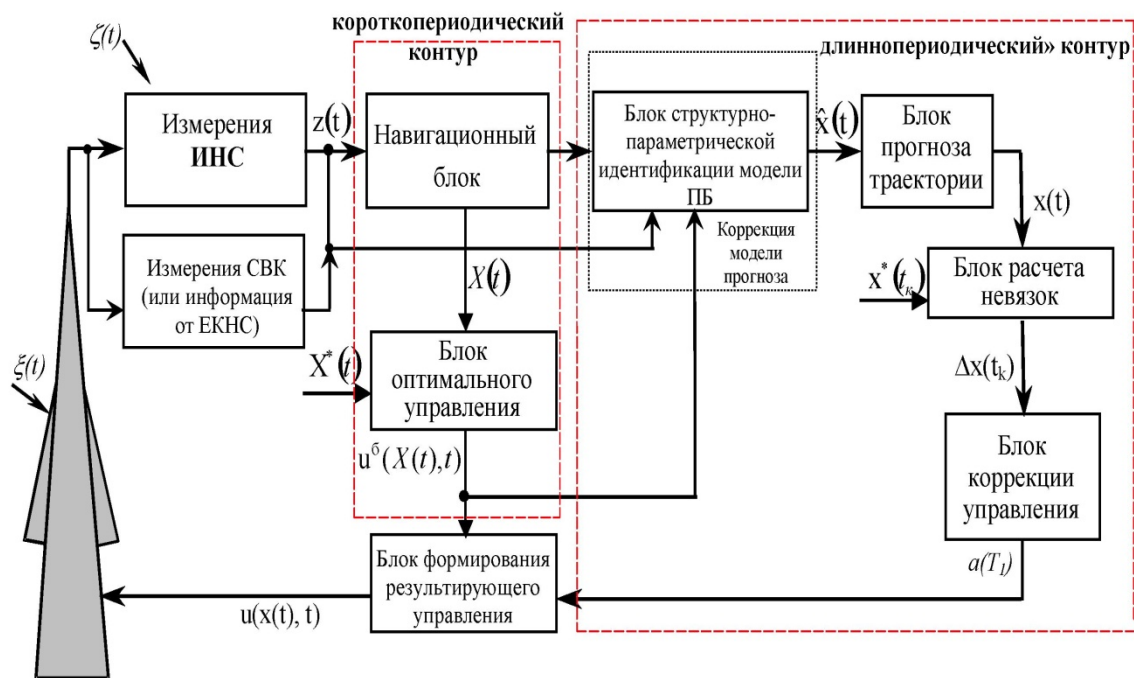 ζ(t)
короткопериодический
контур
длиннопериодический» контур
Измерения
ИНС
z(t)
Навигационный
блок
Блок структурно-
параметрической
идентификации модели
ПБ
x̂(t)
Блок
прогноза
траектории
Коррекция
модели
прогноза
x(t)
Измерения СВК
(или информация
от ЕКНС)
X(t)
x*(tк)
Блок расчета
невязок
ξ(t)
X*(t)
Блок
оптимального
управления
Δx(tk)
uб(X(t),t)
Блок
коррекции
управления
Блок формирования
результирующего
управления
a(T1)
u(x(t), t)